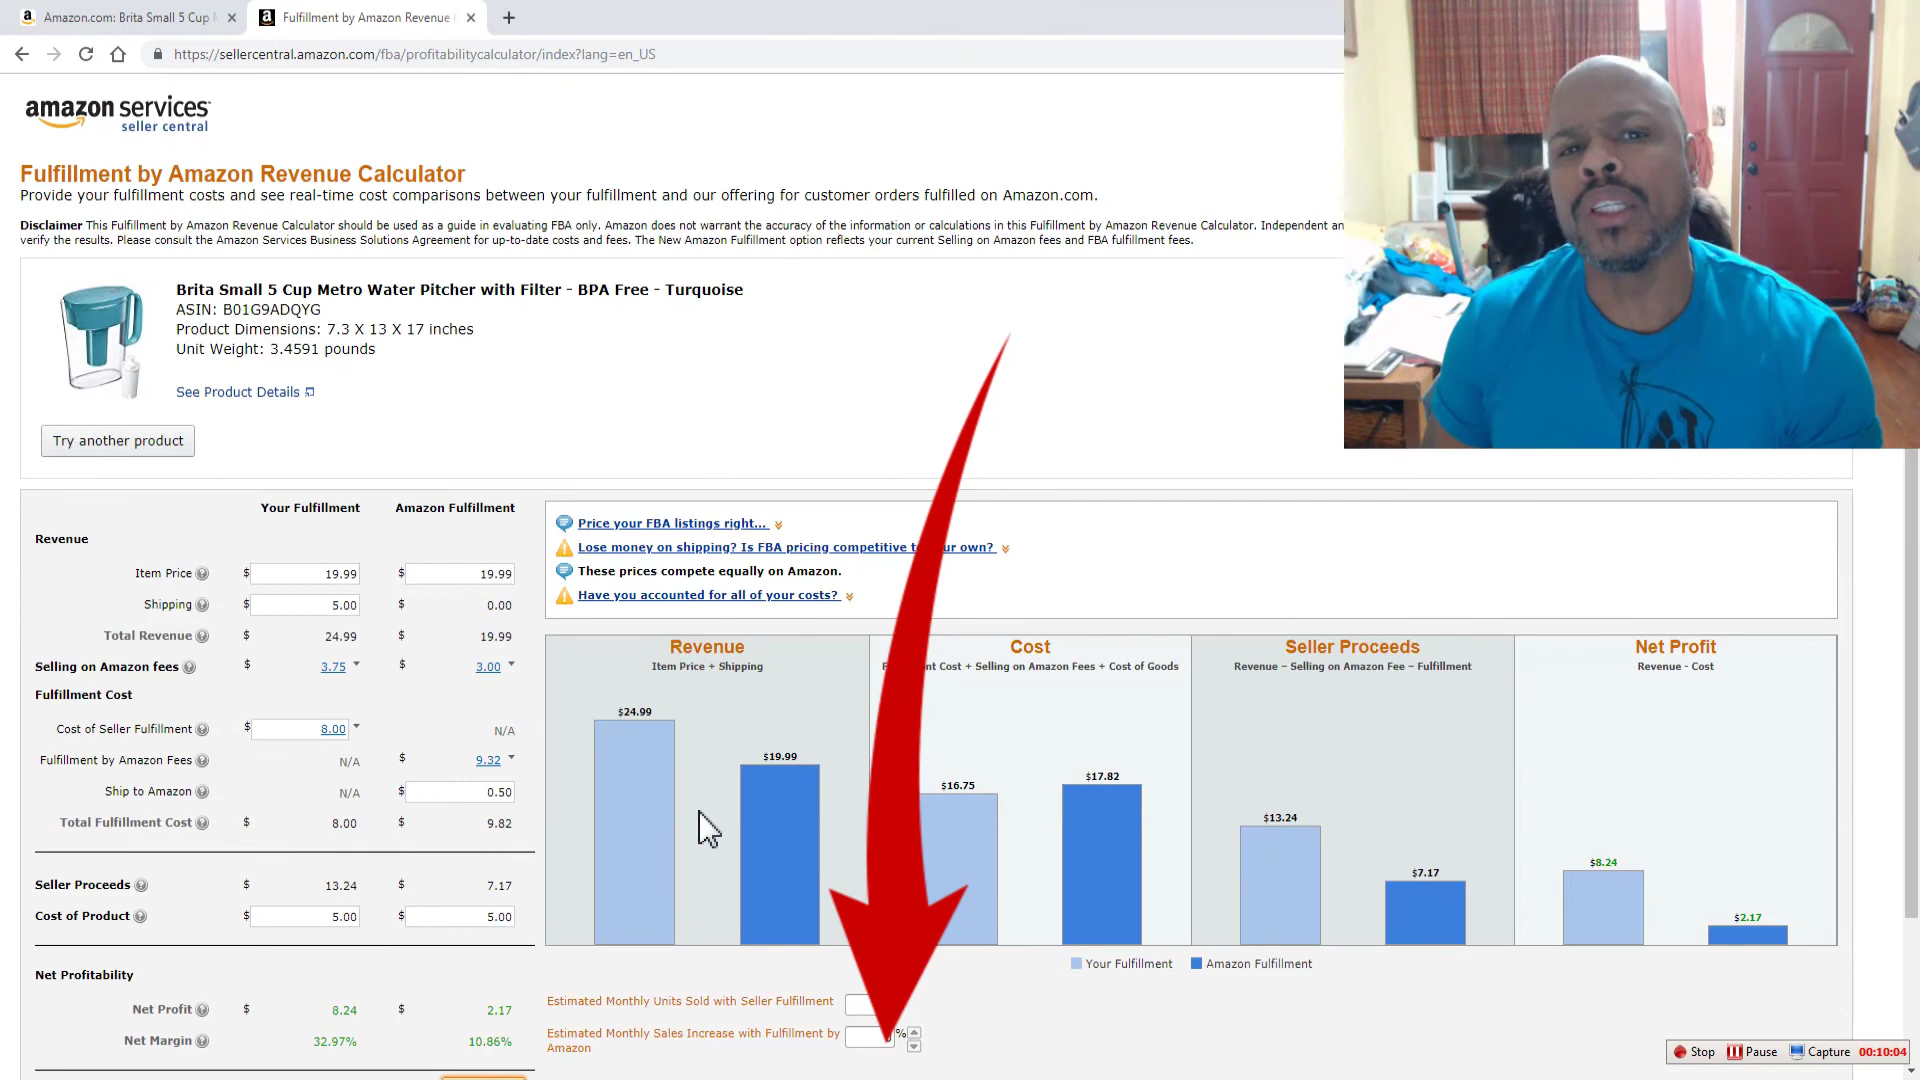 Amazon.com: Brita Small 5 Cup M
Fulfillment by Amazon Revenue C
https://sellercentral.amazon.com/fba/profitabilitycalculator/index?lang=en_US
amazon services
seller central
Fulfillment by Amazon Revenue Calculator
Provide your fulfillment costs and see real-time cost comparisons between your fulfillment and our offering for customer orders fulfilled on Amazon.com.
Disclaimer This Fulfillment by Amazon Revenue Calculator should be used as a guide in evaluating FBA only. Amazon does not warrant the accuracy of the information or calculations in this Fulfillment by Amazon Revenue Calculator. Independent an
verify the results. Please consult the Amazon Services Business Solutions Agreement for up-to-date costs and fees. The New Amazon Fulfillment option reflects your current Selling on Amazon fees and FBA fulfillment fees.
Brita Small 5 Cup Metro Water Pitcher with Filter - BPA Free - Turquoise
ASIN: B01G9ADQYG
Product Dimensions: 7.3 X 13 X 17 inches
Unit Weight: 3.4591 pounds
See Product Details
Try another product
Your Fulfillment Amazon Fulfillment
Revenue
Item Price $ 19.99 $ 19.99
Shipping $ 5.00 $ 0.00
Total Revenue $ 24.99 19.99
Selling on Amazon fees $ 3.75 $ 3.00
Fulfillment Cost
Cost of Seller Fulfillment $ 8.00 N/A
Fulfillment by Amazon Fees N/A $ 9.32
Ship to Amazon N/A $ 0.50
Total Fulfillment Cost $ 8.00 $ 9.82
Seller Proceeds $ 13.24 $ 7.17
Cost of Product $ 5.00 $ 5.00
Net Profitability
Net Profit $ 8.24 $ 2.17
Net Margin 32.97% 10.86%
Price your FBA listings right...
Lose money on shipping? Is FBA pricing competitive own?
These prices compete equally on Amazon.
Have you accounted for all of your costs?
Revenue
Item Price + Shipping
$24.99
$19.99
Cost
Cost + Selling on Amazon Fees + Cost of Goods
$16.75
$17.82
Seller Proceeds
Revenue – Selling on Amazon Fee – Fulfillment
$13.24
$7.17
Net Profit
Revenue - Cost
$8.24
$2.17
Your Fulfillment Amazon Fulfillment
Estimated Monthly Units Sold with Seller Fulfillment
Estimated Monthly Sales Increase with Fulfillment by %
Amazon
Stop Pause Capture 00:10:04